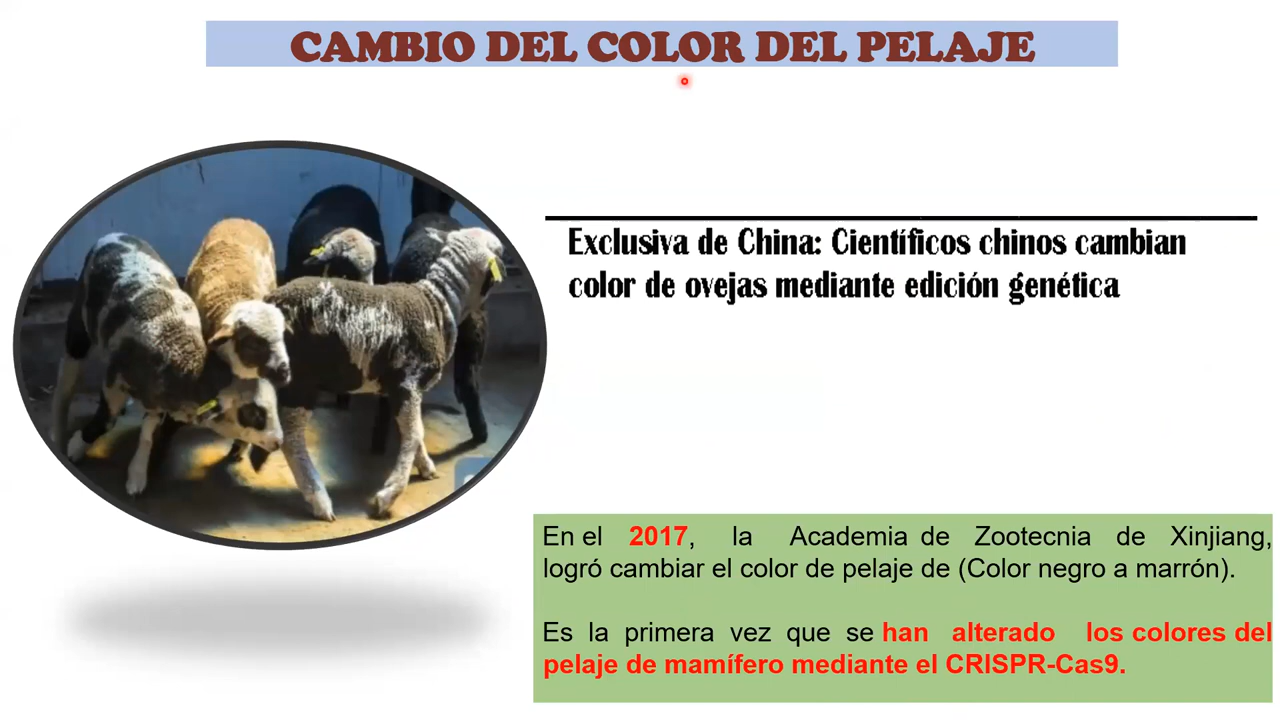 CAMBIO DEL COLOR DEL PELAJE
Exclusiva de China: Científicos chinos cambian
color de ovejas mediante edición genética
En el 2017, la Academia de Zootecnia de Xinjiang,
logró cambiar el color de pelaje de (Color negro a marrón).
Es la primera vez que se han alterado los colores del
pelaje de mamífero mediante el CRISPR-Cas9.